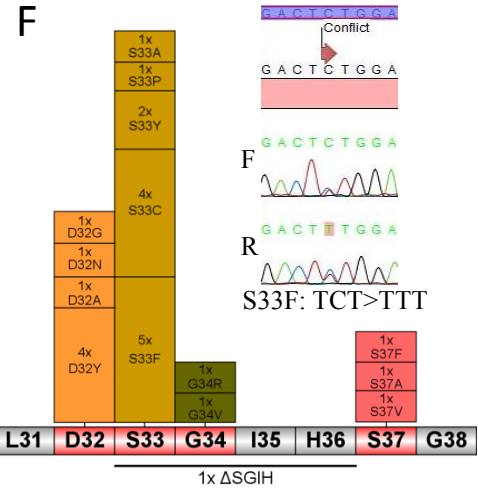 F
1x
S33A
1x
S33P
2x
S33Y
4x
S33C
5x
S33F
1x
D32G
1x
D32N
1x
D32A
4x
D32Y
1x
G34R
1x
G34V
1x
S37F
1x
S37A
1x
S37V
GACTCTGGA
Conflict
GACTCTGGA
GACTCTGGA
F
GACTTTGGA
R
S33F: TCT>TTT
L31 D32 S33 G34 I35 H36 S37 G38
1x ΔSGIH